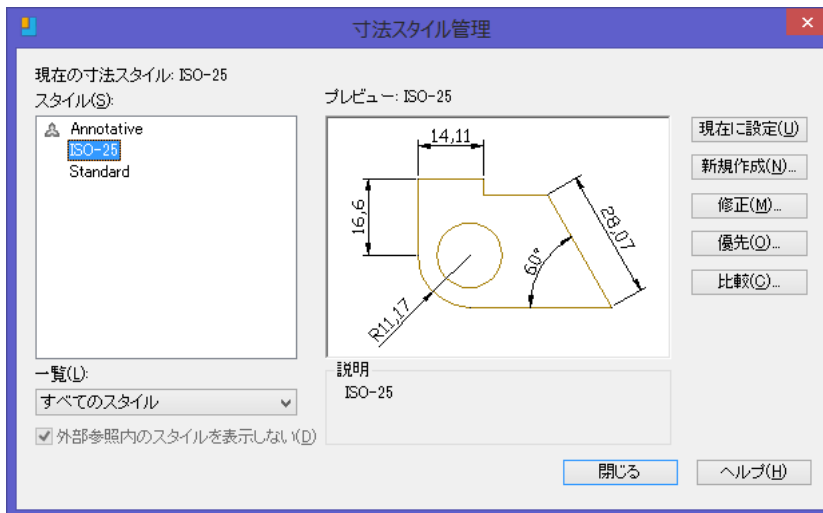 寸法スタイル管理
現在の寸法スタイル: ISO-25
スタイル(S):
Annotative
ISO-25
Standard
一覧(L):
すべてのスタイル
外部参照内のスタイルを表示しない(D)
プレビュー: ISO-25
14,11
16,6
28,07
60°
R11,17
説明
ISO-25
現在に設定(U)
新規作成(N)...
修正(M)...
優先(O)...
比較(C)...
閉じる
ヘルプ(H)